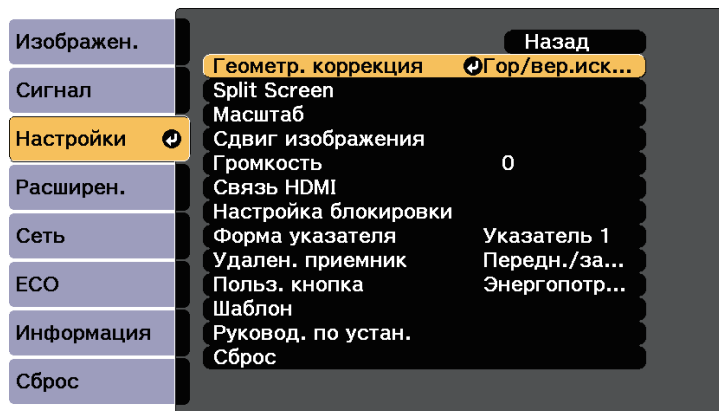 Изображен.
Сигнал
Настройки
Расширен.
Сеть
ECO
Информация
Сброс
Назад
Геометр. коррекция Гор/вер.иск...
Split Screen
Масштаб
Сдвиг изображения
Громкость 0
Связь HDMI
Настройка блокировки
Форма указателя Указатель 1
Удален. приемник Передн./за...
Польз. кнопка Энергопотр...
Шаблон
Руковод. по устан.
Сброс